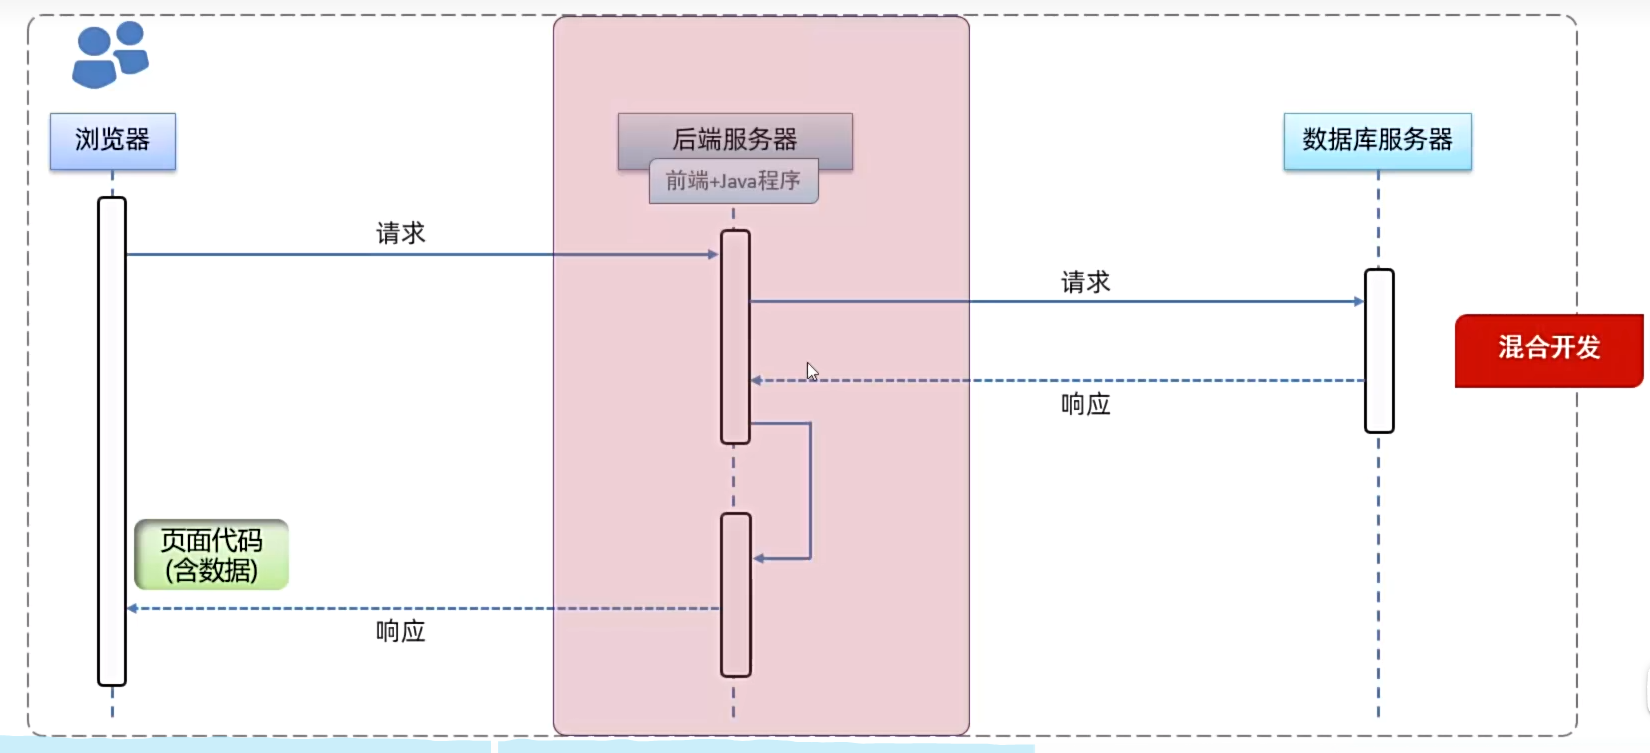 浏览器
后端服务器
前端+Java程序
数据库服务器
请求
请求
混合开发
响应
页面代码
(含数据)
响应